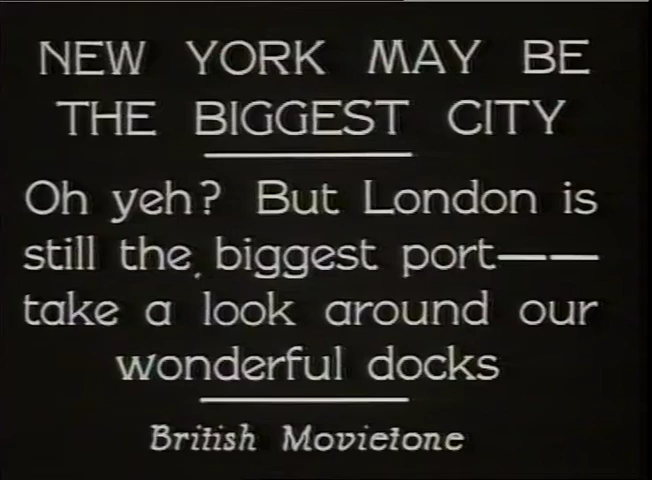 NEW YORK MAY BE
THE BIGGEST CITY
Oh yeh? But London is
still the biggest port——
take a look around our
wonderful docks
British Movietone